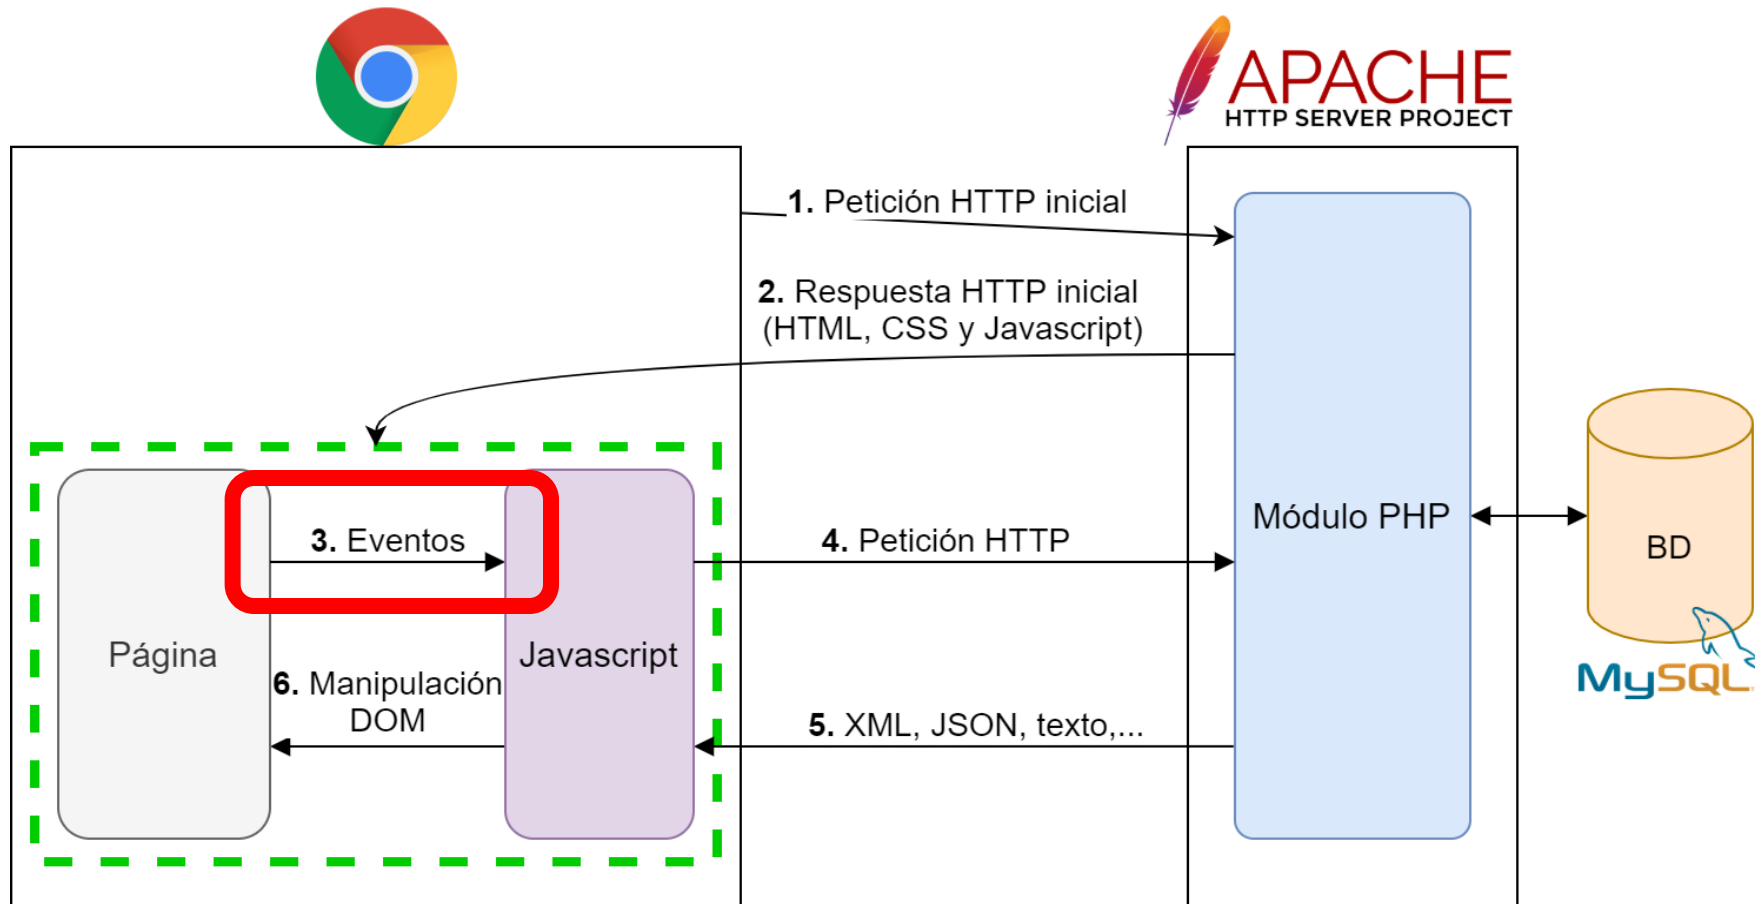 APACHE
HTTP SERVER PROJECT
1. Petición HTTP inicial
2. Respuesta HTTP inicial
(HTML, CSS y Javascript)
3. Eventos
4. Petición HTTP
Módulo PHP
BD
Página
Javascript
6. Manipulación
DOM
5. XML, JSON, texto,...
MySQL